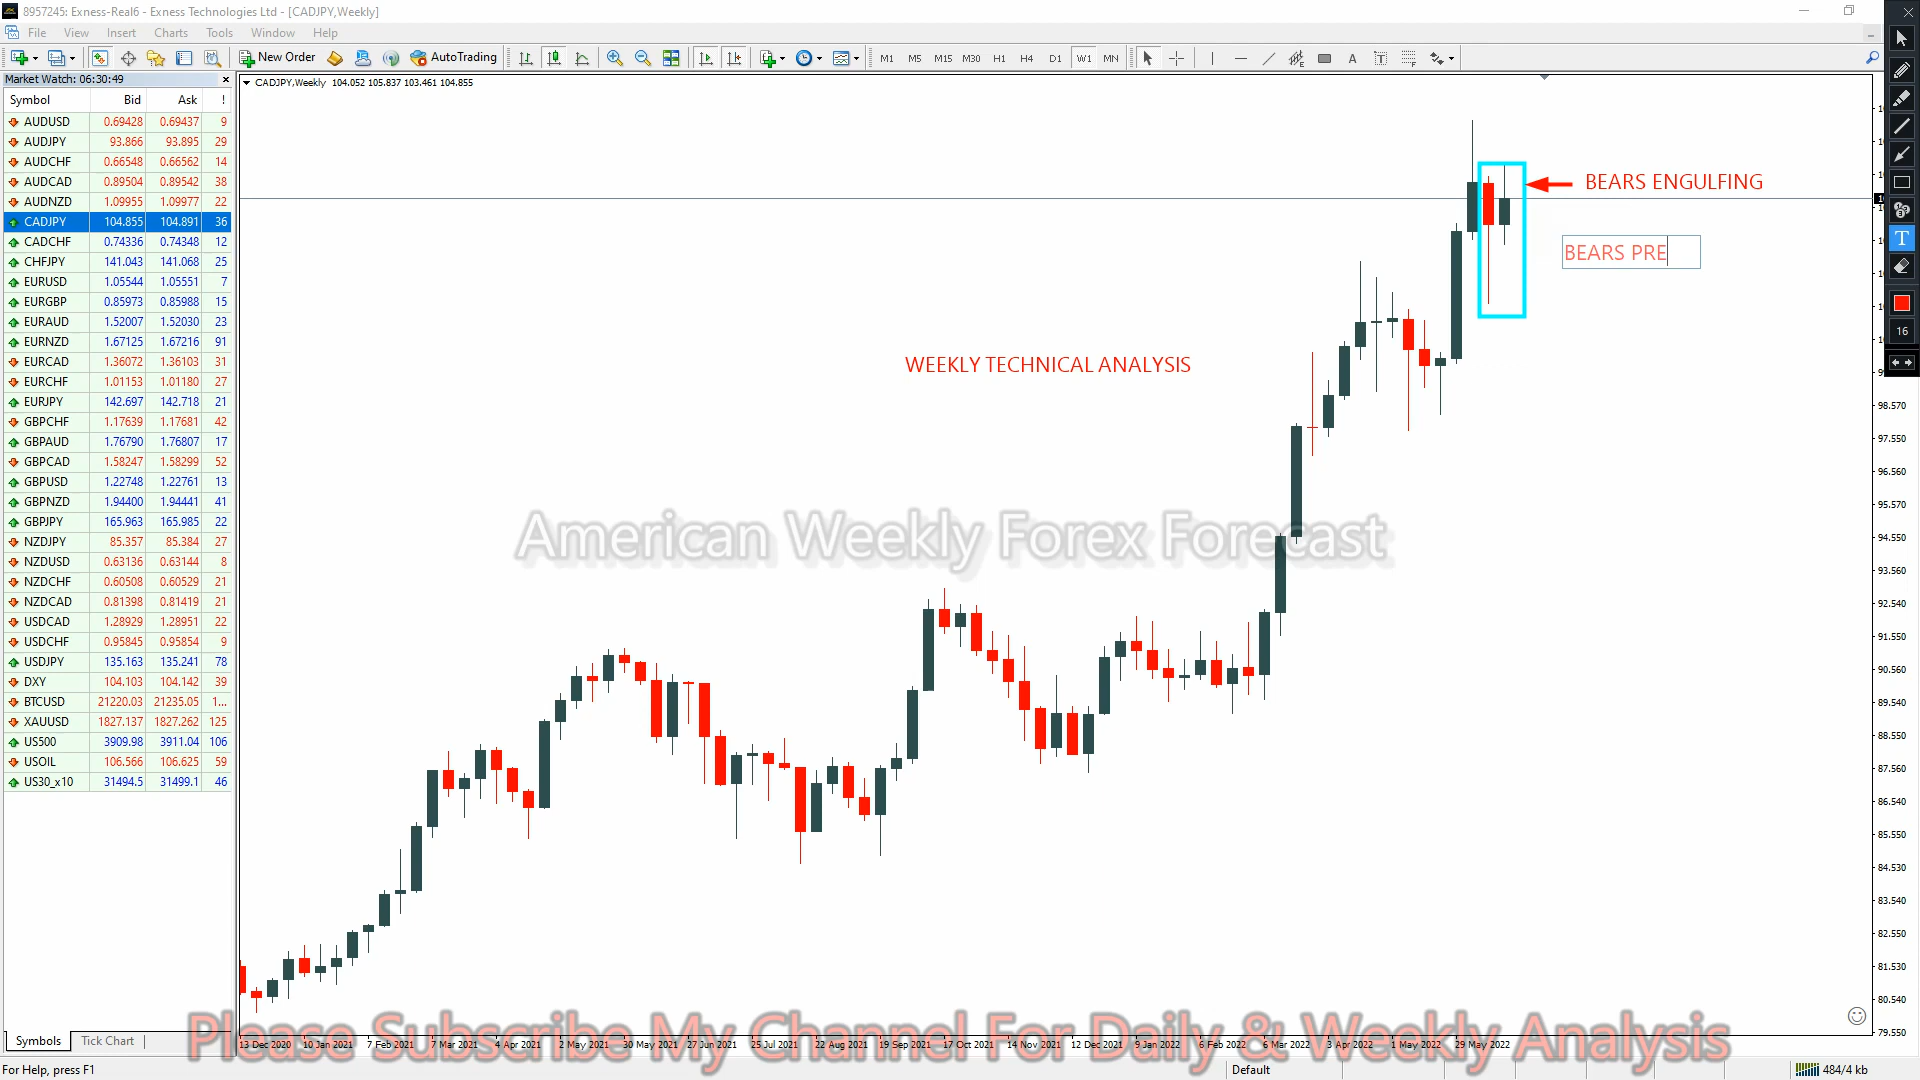 8957245: Exness-Real6 - Exness Technologies Ltd - [CADJPY,Weekly]
File View Insert Charts Tools Window Help
New Order AutoTrading M1 M5 M15 M30 H1 H4 D1 W1 MN A T
Market Watch: 06:30:49
CADJPY,Weekly 104.052 105.837 103.461 104.855
Symbol Bid Ask !
AUDUSD 0.69428 0.69437 9
AUDJPY 93.866 93.895 29
AUDCHF 0.66548 0.66562 14
AUDCAD 0.89504 0.89542 38
AUDNZD 1.09955 1.09977 22
CADJPY 104.855 104.891 36
CADCHF 0.74336 0.74348 12
CHFJPY 141.043 141.068 25
EURUSD 1.05544 1.05551 7
EURGBP 0.85973 0.85988 15
EURAUD 1.52007 1.52030 23
EURNZD 1.67125 1.67216 91
EURCAD 1.36072 1.36103 31
EURCHF 1.01153 1.01180 27
EURJPY 142.697 142.718 21
GBPCHF 1.17639 1.17681 42
GBPAUD 1.76790 1.76807 17
GBPCAD 1.58247 1.58299 52
GBPUSD 1.22748 1.22761 13
GBPNZD 1.94400 1.94441 41
GBPJPY 165.963 165.985 22
NZDJPY 85.357 85.384 27
NZDUSD 0.63136 0.63144 8
NZDCHF 0.60508 0.60529 21
NZDCAD 0.81398 0.81419 21
USDCAD 1.28929 1.28951 22
USDCHF 0.95845 0.95854 9
USDJPY 135.163 135.241 78
DXY 104.103 104.142 39
BTCUSD 21220.03 21235.05 1...
XAUUSD 1827.137 1827.262 125
US500 3909.98 3911.04 106
USOIL 106.566 106.625 59
US30_x10 31494.5 31499.1 46
BEARS ENGULFING
BEARS PRE
WEEKLY TECHNICAL ANALYSIS
American Weekly Forex Forecast
T
16
98.570
97.550
96.560
95.570
94.550
93.560
92.540
91.550
90.560
89.540
88.550
87.560
86.540
85.550
84.530
83.540
82.550
81.530
80.540
79.550
Please Subscribe My Channel For Daily & Weekly Analysis
13 Dec 2020 10 Jan 2021 7 Feb 2021 7 Mar 2021 4 Apr 2021 2 May 2021 30 May 2021 27 Jun 2021 25 Jul 2021 22 Aug 2021 19 Sep 2021 17 Oct 2021 14 Nov 2021 12 Dec 2021 9 Jan 2022 6 Feb 2022 6 Mar 2022 3 Apr 2022 1 May 2022 29 May 2022
Symbols Tick Chart
For Help, press F1 Default 484/4 kb